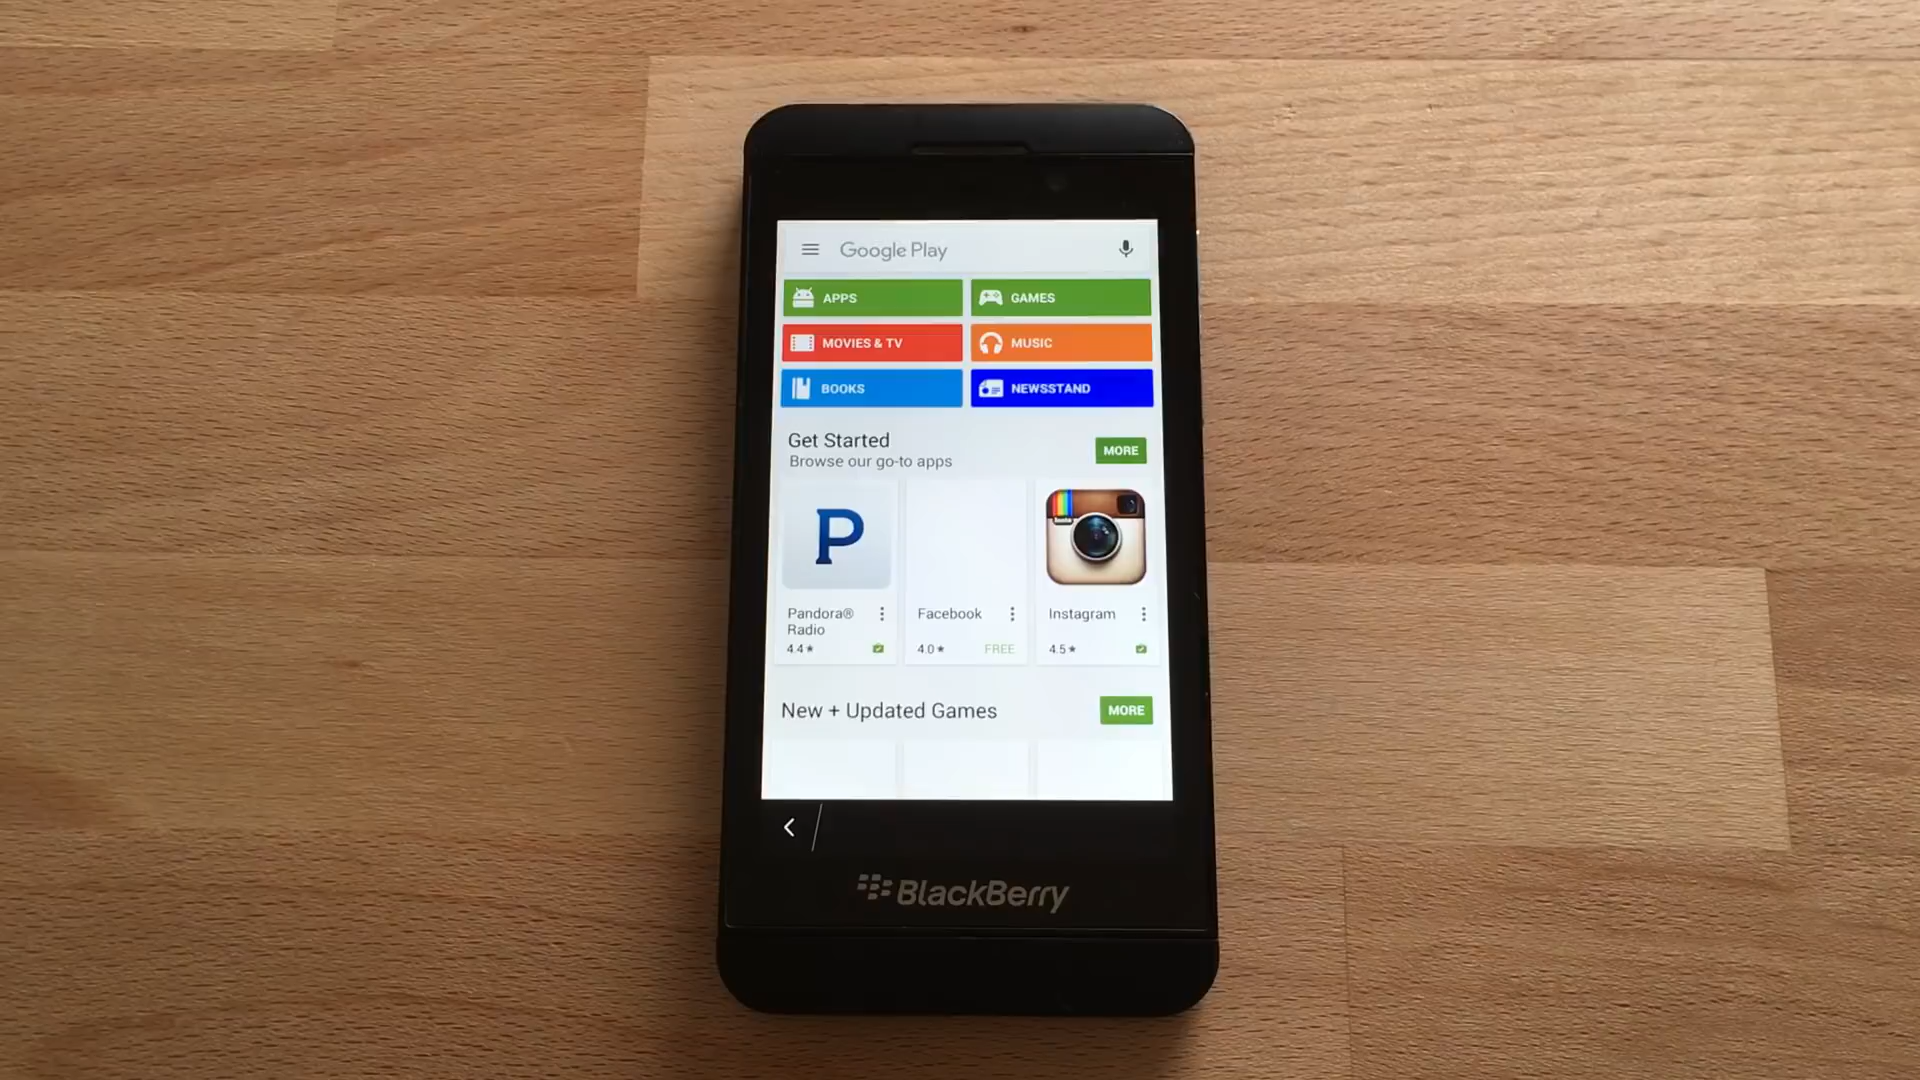 Google Play
APPS
GAMES
MOVIES & TV
MUSIC
BOOKS
NEWSSTAND
Get Started
Browse our go-to apps
MORE
P
Pandora®
Radio
4.4★
Facebook
4.0★ FREE
Instagram
4.5★
New + Updated Games
MORE
BlackBerry